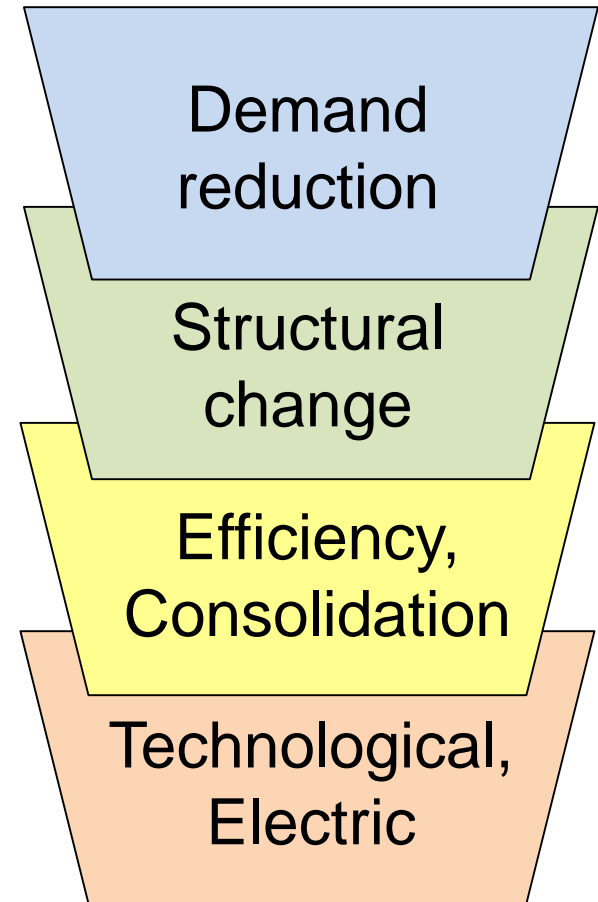 Demand
reduction
Structural
change
Efficiency,
Consolidation
Technological,
Electric